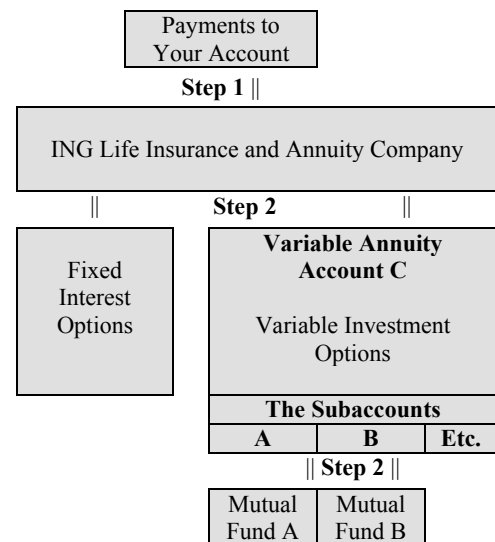 Payments to
Your Account
Step 1 ||
ING Life Insurance and Annuity Company
|| Step 2 ||
Fixed
Interest
Options
Variable Annuity
Account C
Variable Investment
Options
The Subaccounts
A B Etc.
|| Step 2 ||
Mutual
Fund A
Mutual
Fund B